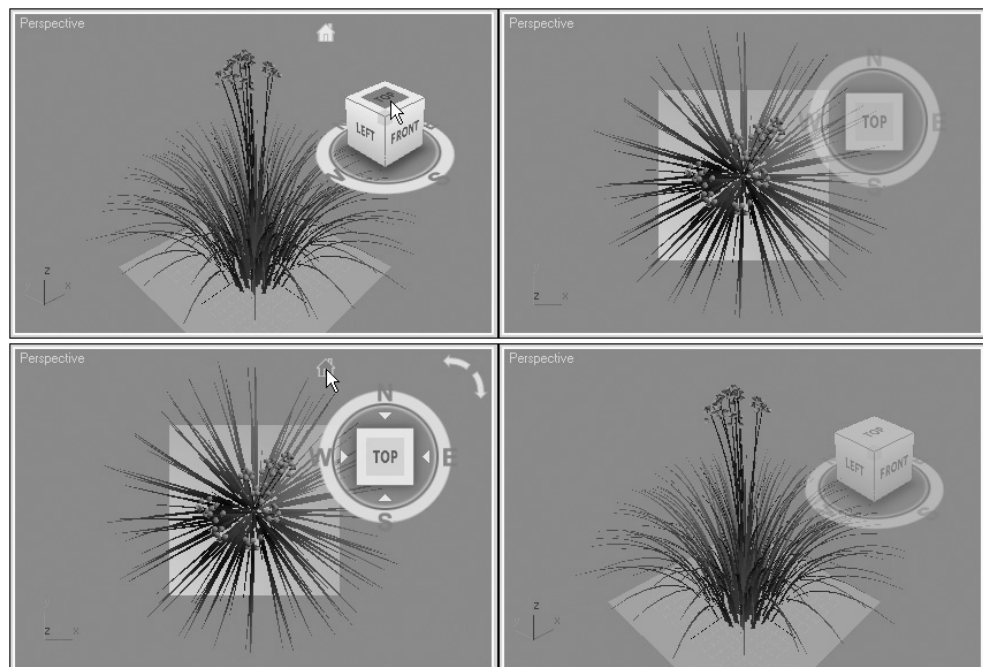 Perspective
TOP
LEFT
FRONT
S
z
x
Perspective
N
W
TOP
E
S
z
x
Perspective
N
W
TOP
E
S
z
x
Perspective
TOP
LEFT
FRONT
z
x